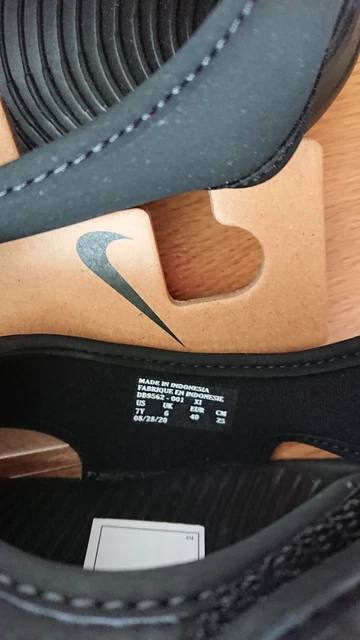 MADE IN INDONESIA
FABRIQUE EN INDONESIE
DB9562 - 001 XI
US UK EUR CM
7Y 6 40 25
08/28/20
2